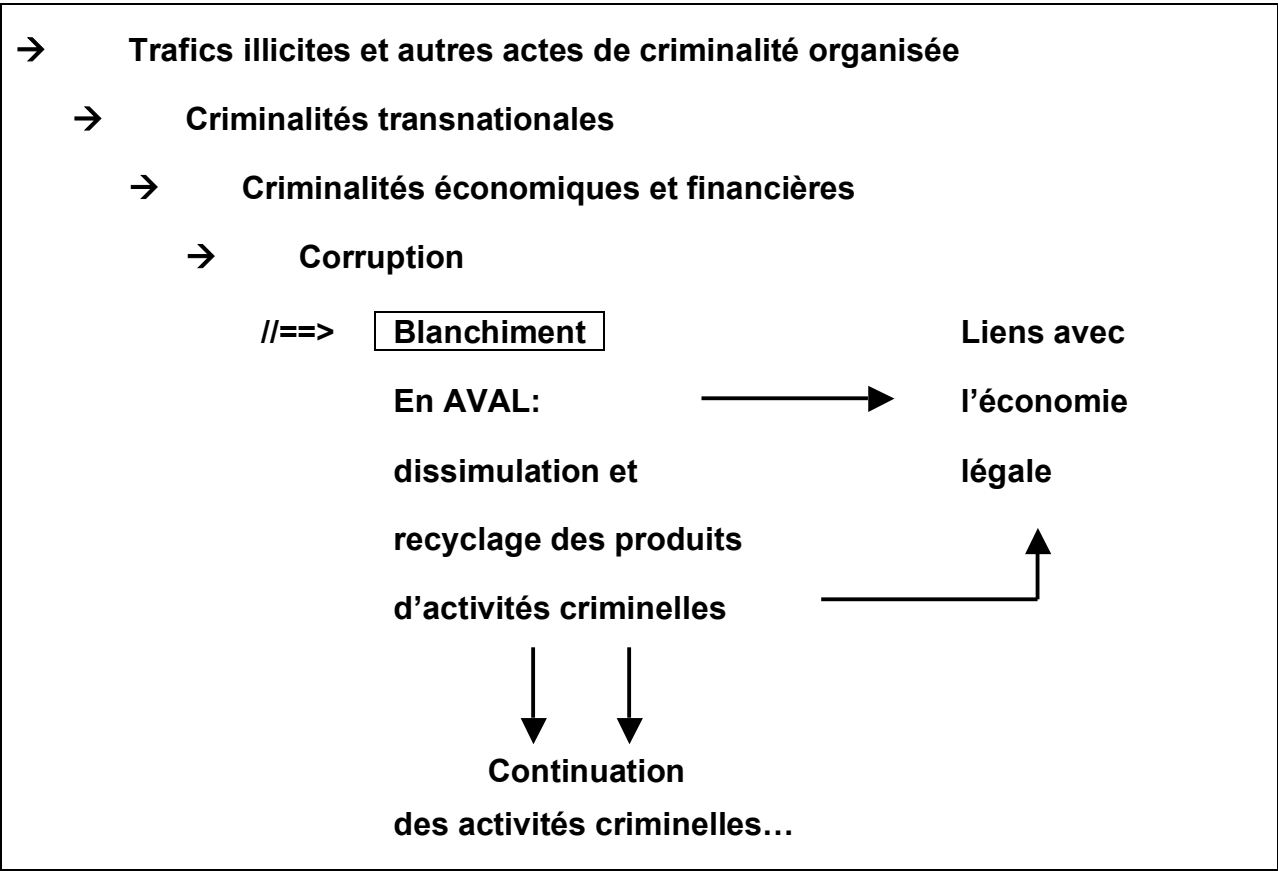 → Trafics illicites et autres actes de criminalité organisée
→ Criminalités transnationales
→ Criminalités économiques et financières
→ Corruption
//==> Blanchiment Liens avec
En AVAL: l’économie
dissimulation et légale
recyclage des produits
d’activités criminelles
Continuation
des activités criminelles…